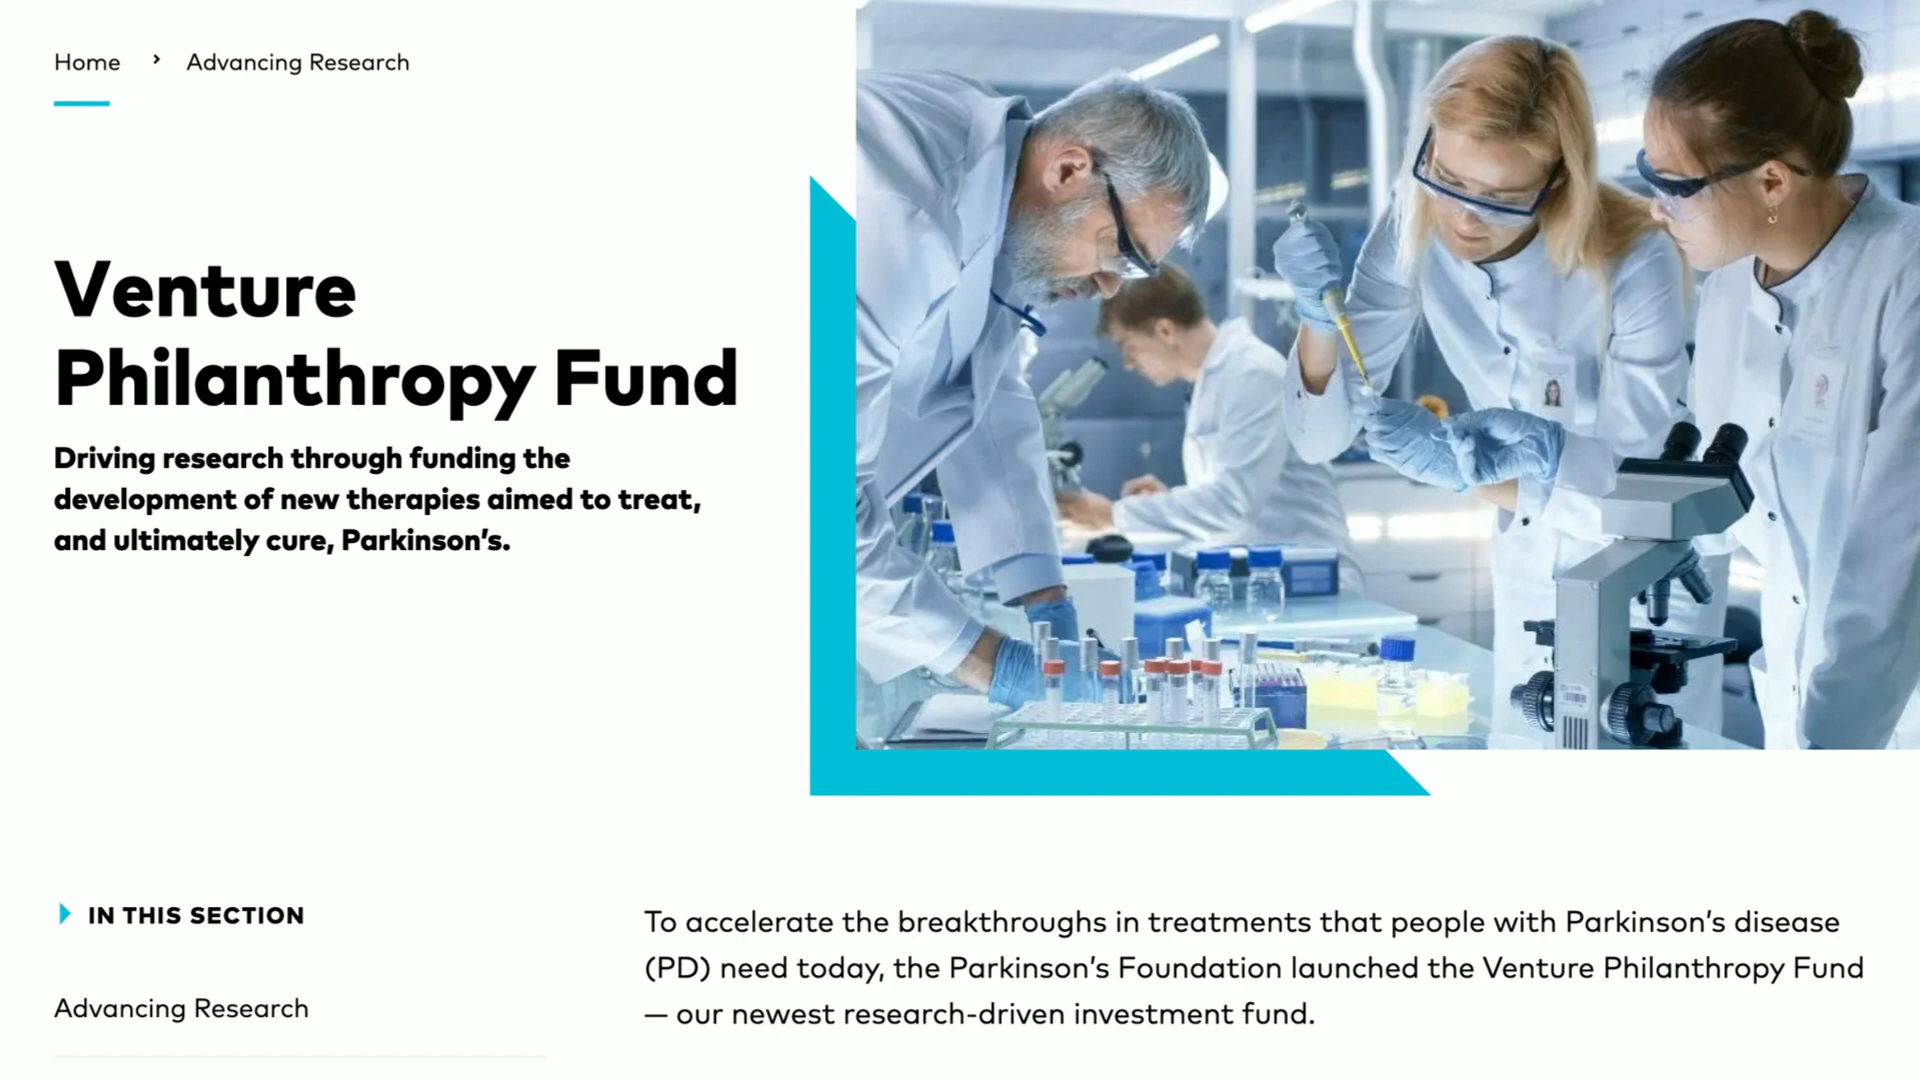 Home › Advancing Research
Venture
Philanthropy Fund
Driving research through funding the
development of new therapies aimed to treat,
and ultimately cure, Parkinson’s.
IN THIS SECTION
Advancing Research
To accelerate the breakthroughs in treatments that people with Parkinson’s disease
(PD) need today, the Parkinson’s Foundation launched the Venture Philanthropy Fund
— our newest research-driven investment fund.